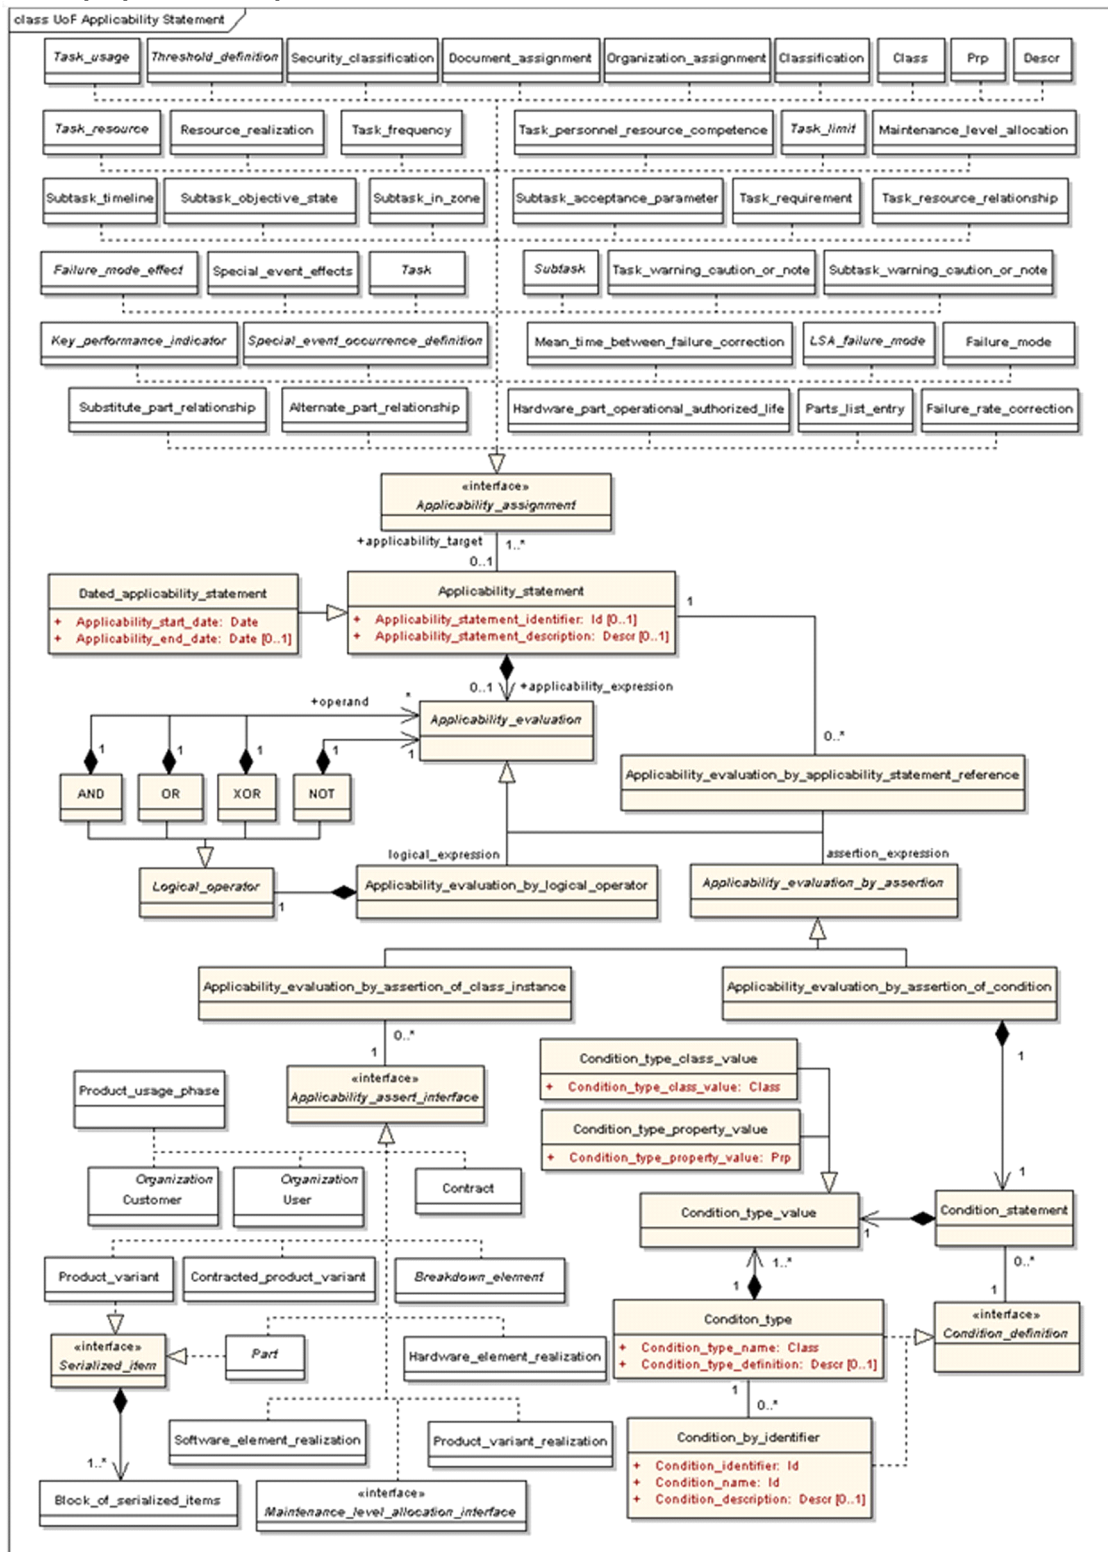 class UoF Applicability Statement
Task_usage
Threshold_definition
Security_classification
Document_assignment
Organization_assignment
Classification
Class
Prp
Descr
Task_resource
Resource_realization
Task_frequency
Task_personnel_resource_competence
Task_limit
Maintenance_level_allocation
Subtask_timeline
Subtask_objective_state
Subtask_in_zone
Subtask_acceptance_parameter
Task_requirement
Task_resource_relationship
Failure_mode_effect
Special_event_effects
Task
Subtask
Task_warning_caution_or_note
Subtask_warning_caution_or_note
Key_performance_indicator
Special_event_occurrence_definition
Mean_time_between_failure_correction
LSA_failure_mode
Failure_mode
Substitute_part_relationship
Alternate_part_relationship
Hardware_part_operational_authorized_life
Parts_list_entry
Failure_rate_correction
«interface»
Applicability_assignment
+applicability_target
1..*
0..1
Dated_applicability_statement
+ Applicability_start_date: Date
+ Applicability_end_date: Date [0..1]
Applicability_statement
+ Applicability_statement_identifier: Id [0..1]
+ Applicability_statement_description: Descr [0..1]
1
0..1
+applicability_expression
+operand
*
Applicability_evaluation
1
0..*
1
1
1
1
AND
OR
XOR
NOT
Applicability_evaluation_by_applicability_statement_reference
logical_expression
assertion_expression
Logical_operator
1
Applicability_evaluation_by_logical_operator
Applicability_evaluation_by_assertion
Applicability_evaluation_by_assertion_of_class_instance
Applicability_evaluation_by_assertion_of_condition
0..*
1
1
«interface»
Applicability_assert_interface
Condition_type_class_value
+ Condition_type_class_value: Class
Product_usage_phase
Condition_type_property_value
+ Condition_type_property_value: Prp
Organization
Customer
Organization
User
Contract
1
Condition_type_value
Condition_statement
1
1..*
1
0..*
1
Product_variant
Contracted_product_variant
Breakdown_element
Conditon_type
+ Condition_type_name: Class
+ Condition_type_definition: Descr [0..1]
«interface»
Condition_definition
«interface»
Serialized_item
Part
Hardware_element_realization
1
0..*
Software_element_realization
Product_variant_realization
Condition_by_identifier
+ Condition_identifier: Id
+ Condition_name: Id
+ Condition_description: Descr [0..1]
1..*
Block_of_serialized_items
«interface»
Maintenance_level_allocation_interface